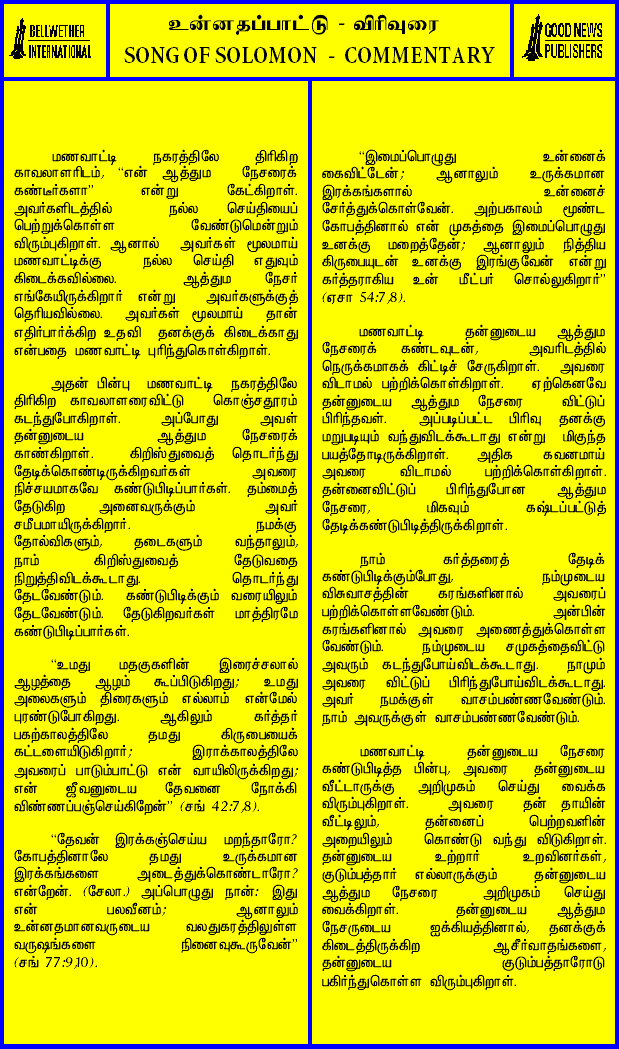 BELLWETHER
INTERNATIONAL
உன்னதப்பாட்டு - விரிவுரை
SONG OF SOLOMON - COMMENTARY
GOOD NEWS
PUBLISHERS
மணவாட்டி நகரத்திலே திரிகிற
காவலாளரிடம், “என் ஆத்தும நேசரைக்
கண்டீர்களா” என்று கேட்கிறாள்.
அவர்களிடத்தில் நல்ல செய்தியைப்
பெற்றுக்கொள்ள வேண்டுமென்றும்
விரும்புகிறாள். ஆனால் அவர்கள் மூலமாய்
மணவாட்டிக்கு நல்ல செய்தி எதுவும்
கிடைக்கவில்லை. ஆத்தும நேசர்
எங்கேயிருக்கிறார் என்று அவர்களுக்குத்
தெரியவில்லை. அவர்கள் மூலமாய் தான்
எதிர்பார்க்கிற உதவி தனக்குக் கிடைக்காது
என்பதை மணவாட்டி புரிந்துகொள்கிறாள்.
அதன் பின்பு மணவாட்டி நகரத்திலே
திரிகிற காவலாளரைவிட்டு கொஞ்சதூரம்
கடந்துபோகிறாள். அப்போது அவள்
தன்னுடைய ஆத்தும நேசரைக்
காண்கிறாள். கிறிஸ்துவைத் தொடர்ந்து
தேடிக்கொண்டிருக்கிறவர்கள் அவரை
நிச்சயமாகவே கண்டுபிடிப்பார்கள். தம்மைத்
தேடுகிற அனைவருக்கும் அவர்
சமீபமாயிருக்கிறார். நமக்கு
தோல்விகளும், தடைகளும் வந்தாலும்,
நாம் கிறிஸ்துவைத் தேடுவதை
நிறுத்திவிடக்கூடாது. தொடர்ந்து
தேடவேண்டும். கண்டுபிடிக்கும் வரையிலும்
தேடவேண்டும். தேடுகிறவர்கள் மாத்திரமே
கண்டுபிடிப்பார்கள்.
“உமது மதகுகளின் இரைச்சலால்
ஆழத்தை ஆழம் கூப்பிடுகிறது; உமது
அலைகளும் திரைகளும் எல்லாம் என்மேல்
புரண்டுபோகிறது. ஆகிலும் கர்த்தர்
பகற்காலத்திலே தமது கிருபையைக்
கட்டளையிடுகிறார்; இராக்காலத்திலே
அவரைப் பாடும்பாட்டு என் வாயிலிருக்கிறது;
என் ஜீவனுடைய தேவனை நோக்கி
விண்ணப்பஞ்செய்கிறேன்” (சங் 42:7,8).
“தேவன் இரக்கஞ்செய்ய மறந்தாரோ?
கோபத்தினாலே தமது உருக்கமான
இரக்கங்களை அடைத்துக்கொண்டாரோ?
என்றேன். (சேலா.) அப்பொழுது நான்: இது
என் பலவீனம்; ஆனாலும்
உன்னதமானவருடைய வலதுகரத்திலுள்ள
வருஷங்களை நினைவுகூருவேன்”
(சங் 77:9,10).
“இமைப்பொழுது உன்னைக்
கைவிட்டேன்; ஆனாலும் உருக்கமான
இரக்கங்களால் உன்னைச்
சேர்த்துக்கொள்வேன். அற்பகாலம் மூண்ட
கோபத்தினால் என் முகத்தை இமைப்பொழுது
உனக்கு மறைத்தேன்; ஆனாலும் நித்திய
கிருபையுடன் உனக்கு இரங்குவேன் என்று
கர்த்தராகிய உன் மீட்பர் சொல்லுகிறார்”
(ஏசா 54:7,8).
மணவாட்டி தன்னுடைய ஆத்தும
நேசரைக் கண்டவுடன், அவரிடத்தில்
நெருக்கமாகக் கிட்டிச் சேருகிறாள். அவரை
விடாமல் பற்றிக்கொள்கிறாள். ஏற்கெனவே
தன்னுடைய ஆத்தும நேசரை விட்டுப்
பிரிந்தவள். அப்படிப்பட்ட பிரிவு தனக்கு
மறுபடியும் வந்துவிடக்கூடாது என்று மிகுந்த
பயத்தோடிருக்கிறாள். அதிக கவனமாய்
அவரை விடாமல் பற்றிக்கொள்கிறாள்.
தன்னைவிட்டுப் பிரிந்துபோன ஆத்தும
நேசரை, மிகவும் கஷ்டப்பட்டுத்
தேடிக்கண்டுபிடித்திருக்கிறாள்.
நாம் கர்த்தரைத் தேடிக்
கண்டுபிடிக்கும்போது, நம்முடைய
விசுவாசத்தின் கரங்களினால் அவரைப்
பற்றிக்கொள்ளவேண்டும். அன்பின்
கரங்களினால் அவரை அணைத்துக்கொள்ள
வேண்டும். நம்முடைய சமுகத்தைவிட்டு
அவரும் கடந்துபோய்விடக்கூடாது. நாமும்
அவரை விட்டுப் பிரிந்துபோய்விடக்கூடாது.
அவர் நமக்குள் வாசம்பண்ணவேண்டும்.
நாம் அவருக்குள் வாசம்பண்ணவேண்டும்.
மணவாட்டி தன்னுடைய நேசரை
கண்டுபிடித்த பின்பு, அவரை தன்னுடைய
வீட்டாருக்கு அறிமுகம் செய்து வைக்க
விரும்புகிறாள். அவரை தன் தாயின்
வீட்டிலும், தன்னைப் பெற்றவளின்
அறையிலும் கொண்டு வந்து விடுகிறாள்.
தன்னுடைய உற்றார் உறவினர்கள்,
குடும்பத்தார் எல்லாருக்கும் தன்னுடைய
ஆத்தும நேசரை அறிமுகம் செய்து
வைக்கிறாள். தன்னுடைய ஆத்தும
நேசருடைய ஐக்கியத்தினால், தனக்குக்
கிடைத்திருக்கிற ஆசீர்வாதங்களை,
தன்னுடைய குடும்பத்தாரோடு
பகிர்ந்துகொள்ள விரும்புகிறாள்.